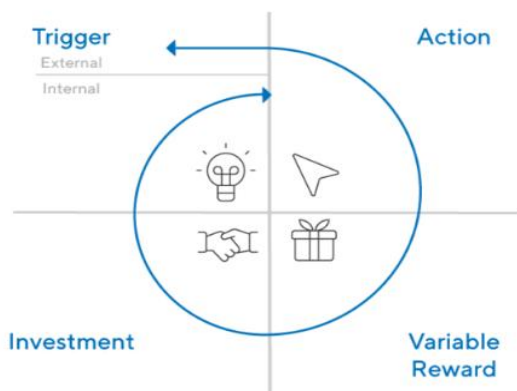 Trigger
External
Internal
Action
Investment
Variable
Reward